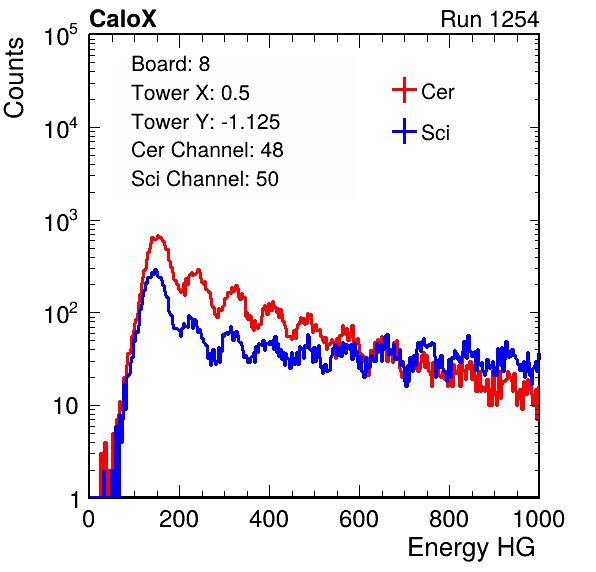 CaloX Run 1254
Counts
10^5
10^4
10^3
10^2
10
1
Board: 8
Tower X: 0.5
Tower Y: -1.125
Cer Channel: 48
Sci Channel: 50
Cer
Sci
0 200 400 600 800 1000
Energy HG